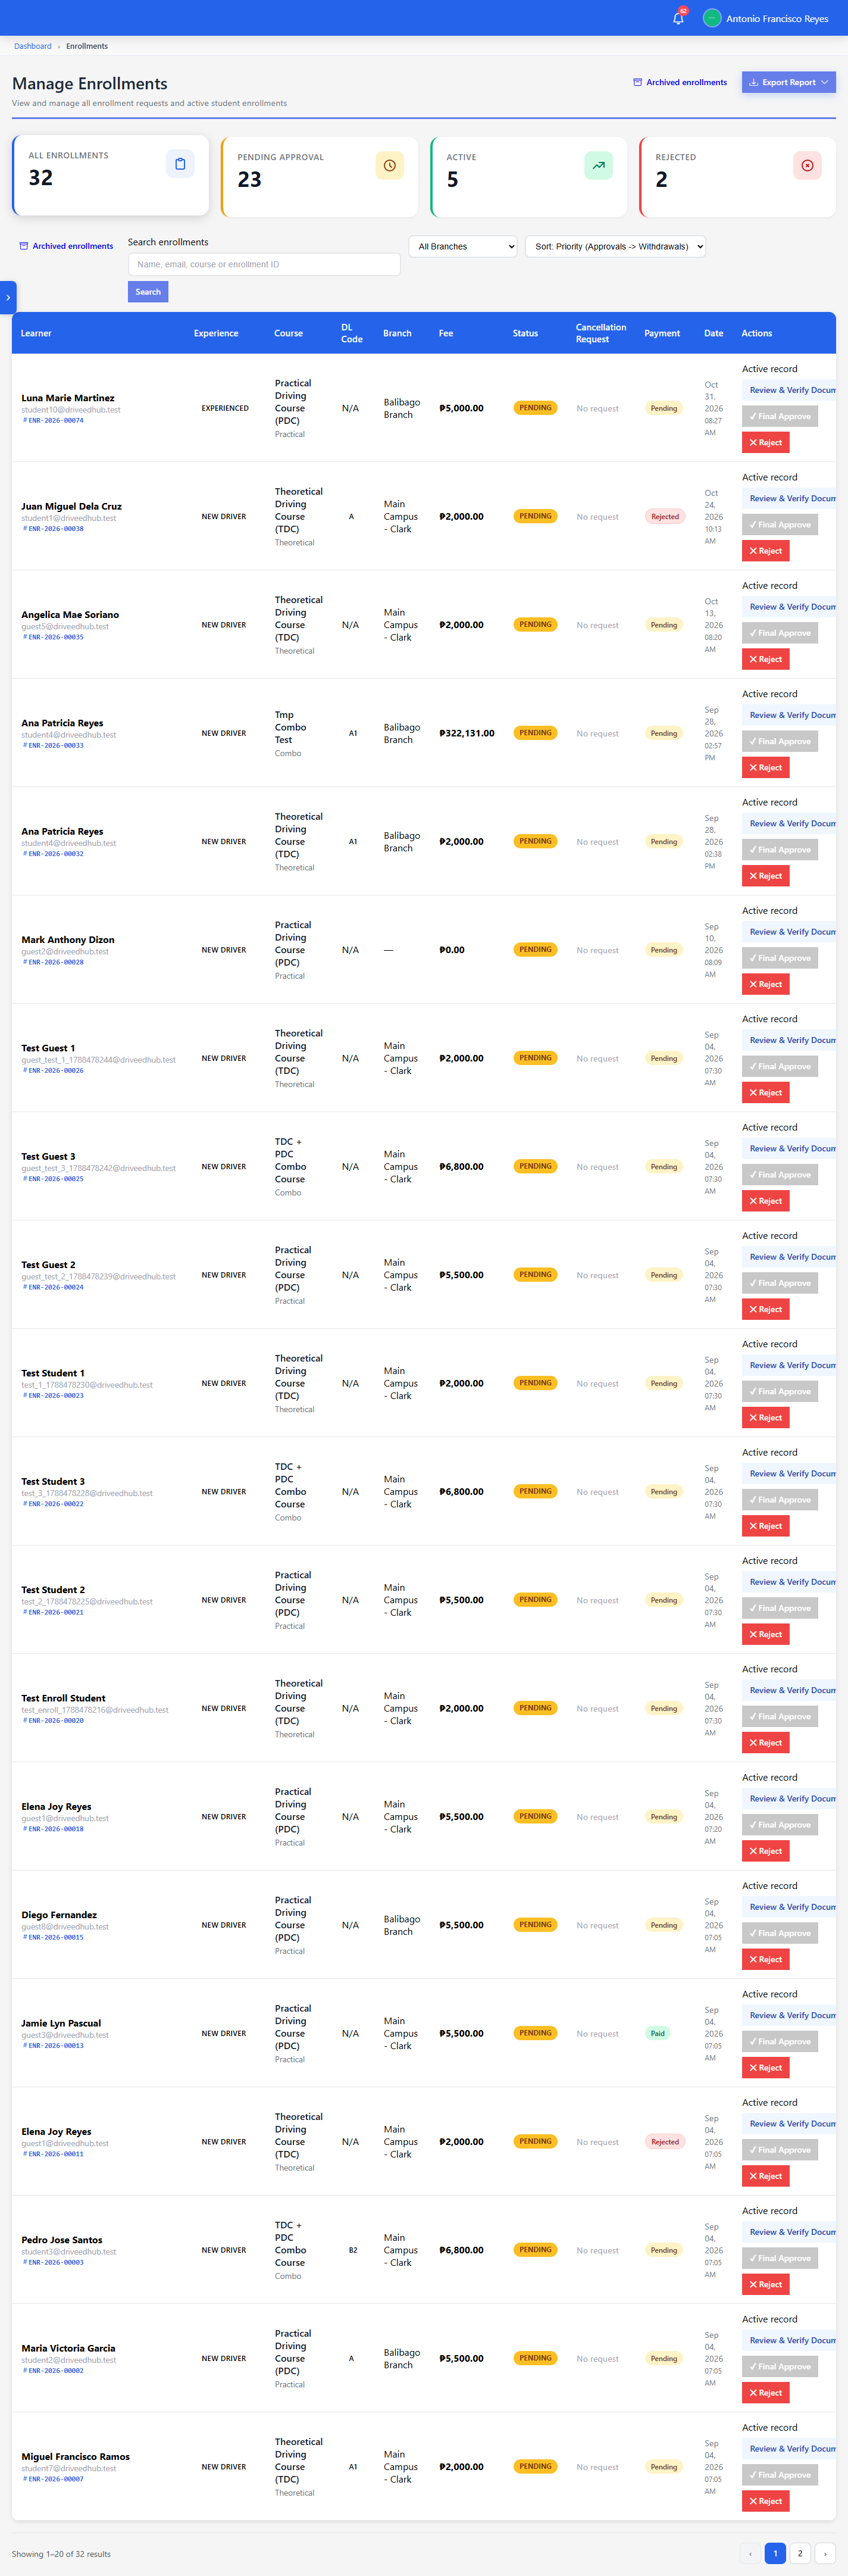 62
Antonio Francisco Reyes
Dashboard › Enrollments
Manage Enrollments
View and manage all enrollment requests and active student enrollments
Archived enrollments
Export Report
ALL ENROLLMENTS
32
PENDING APPROVAL
23
ACTIVE
5
REJECTED
2
Archived enrollments
Search enrollments
Name, email, course or enrollment ID
Search
All Branches
Sort: Priority (Approvals -> Withdrawals)
Learner Experience Course DL Code Branch Fee Status Cancellation Request Payment Date Actions
Luna Marie Martinez
student10@driveedhub.test
# ENR-2026-00074
EXPERIENCED
Practical Driving Course (PDC)
Practical
N/A
Balibago Branch
₱5,000.00
PENDING
No request
Pending
Oct 31, 2026
08:27 AM
Active record
Review & Verify Docum
✓ Final Approve
✕ Reject
Juan Miguel Dela Cruz
student1@driveedhub.test
# ENR-2026-00038
NEW DRIVER
Theoretical Driving Course (TDC)
Theoretical
A
Main Campus - Clark
₱2,000.00
PENDING
No request
Rejected
Oct 24, 2026
10:13 AM
Active record
Review & Verify Docum
✓ Final Approve
✕ Reject
Angelica Mae Soriano
guest5@driveedhub.test
# ENR-2026-00035
NEW DRIVER
Theoretical Driving Course (TDC)
Theoretical
N/A
Main Campus - Clark
₱2,000.00
PENDING
No request
Pending
Oct 13, 2026
08:20 AM
Active record
Review & Verify Docum
✓ Final Approve
✕ Reject
Ana Patricia Reyes
student4@driveedhub.test
# ENR-2026-00033
NEW DRIVER
Tmp Combo Test
Combo
A1
Balibago Branch
₱322,131.00
PENDING
No request
Pending
Sep 28, 2026
02:57 PM
Active record
Review & Verify Docum
✓ Final Approve
✕ Reject
Ana Patricia Reyes
student4@driveedhub.test
# ENR-2026-00032
NEW DRIVER
Theoretical Driving Course (TDC)
Theoretical
A1
Balibago Branch
₱2,000.00
PENDING
No request
Pending
Sep 28, 2026
02:38 PM
Active record
Review & Verify Docum
✓ Final Approve
✕ Reject
Mark Anthony Dizon
guest2@driveedhub.test
# ENR-2026-00028
NEW DRIVER
Practical Driving Course (PDC)
Practical
N/A
—
₱0.00
PENDING
No request
Pending
Sep 10, 2026
08:09 AM
Active record
Review & Verify Docum
✓ Final Approve
✕ Reject
Test Guest 1
guest_test_1_1788478244@driveedhub.test
# ENR-2026-00026
NEW DRIVER
Theoretical Driving Course (TDC)
Theoretical
N/A
Main Campus - Clark
₱2,000.00
PENDING
No request
Pending
Sep 04, 2026
07:30 AM
Active record
Review & Verify Docum
✓ Final Approve
✕ Reject
Test Guest 3
guest_test_3_1788478242@driveedhub.test
# ENR-2026-00025
NEW DRIVER
TDC + PDC Combo Course
Combo
N/A
Main Campus - Clark
₱6,800.00
PENDING
No request
Pending
Sep 04, 2026
07:30 AM
Active record
Review & Verify Docum
✓ Final Approve
✕ Reject
Test Guest 2
guest_test_2_1788478239@driveedhub.test
# ENR-2026-00024
NEW DRIVER
Practical Driving Course (PDC)
Practical
N/A
Main Campus - Clark
₱5,500.00
PENDING
No request
Pending
Sep 04, 2026
07:30 AM
Active record
Review & Verify Docum
✓ Final Approve
✕ Reject
Test Student 1
test_1_1788478230@driveedhub.test
# ENR-2026-00023
NEW DRIVER
Theoretical Driving Course (TDC)
Theoretical
N/A
Main Campus - Clark
₱2,000.00
PENDING
No request
Pending
Sep 04, 2026
07:30 AM
Active record
Review & Verify Docum
✓ Final Approve
✕ Reject
Test Student 3
test_3_1788478228@driveedhub.test
# ENR-2026-00022
NEW DRIVER
TDC + PDC Combo Course
Combo
N/A
Main Campus - Clark
₱6,800.00
PENDING
No request
Pending
Sep 04, 2026
07:30 AM
Active record
Review & Verify Docum
✓ Final Approve
✕ Reject
Test Student 2
test_2_1788478225@driveedhub.test
# ENR-2026-00021
NEW DRIVER
Practical Driving Course (PDC)
Practical
N/A
Main Campus - Clark
₱5,500.00
PENDING
No request
Pending
Sep 04, 2026
07:30 AM
Active record
Review & Verify Docum
✓ Final Approve
✕ Reject
Test Enroll Student
test_enroll_1788478216@driveedhub.test
# ENR-2026-00020
NEW DRIVER
Theoretical Driving Course (TDC)
Theoretical
N/A
Main Campus - Clark
₱2,000.00
PENDING
No request
Pending
Sep 04, 2026
07:30 AM
Active record
Review & Verify Docum
✓ Final Approve
✕ Reject
Elena Joy Reyes
guest1@driveedhub.test
# ENR-2026-00018
NEW DRIVER
Practical Driving Course (PDC)
Practical
N/A
Main Campus - Clark
₱5,500.00
PENDING
No request
Pending
Sep 04, 2026
07:20 AM
Active record
Review & Verify Docum
✓ Final Approve
✕ Reject
Diego Fernandez
guest8@driveedhub.test
# ENR-2026-00015
NEW DRIVER
Practical Driving Course (PDC)
Practical
N/A
Balibago Branch
₱5,500.00
PENDING
No request
Pending
Sep 04, 2026
07:05 AM
Active record
Review & Verify Docum
✓ Final Approve
✕ Reject
Jamie Lyn Pascual
guest3@driveedhub.test
# ENR-2026-00013
NEW DRIVER
Practical Driving Course (PDC)
Practical
N/A
Main Campus - Clark
₱5,500.00
PENDING
No request
Paid
Sep 04, 2026
07:05 AM
Active record
Review & Verify Docum
✓ Final Approve
✕ Reject
Elena Joy Reyes
guest1@driveedhub.test
# ENR-2026-00011
NEW DRIVER
Theoretical Driving Course (TDC)
Theoretical
N/A
Main Campus - Clark
₱2,000.00
PENDING
No request
Rejected
Sep 04, 2026
07:05 AM
Active record
Review & Verify Docum
✓ Final Approve
✕ Reject
Pedro Jose Santos
student3@driveedhub.test
# ENR-2026-00003
NEW DRIVER
TDC + PDC Combo Course
Combo
B2
Main Campus - Clark
₱6,800.00
PENDING
No request
Pending
Sep 04, 2026
07:05 AM
Active record
Review & Verify Docum
✓ Final Approve
✕ Reject
Maria Victoria Garcia
student2@driveedhub.test
# ENR-2026-00002
NEW DRIVER
Practical Driving Course (PDC)
Practical
A
Balibago Branch
₱5,500.00
PENDING
No request
Pending
Sep 04, 2026
07:05 AM
Active record
Review & Verify Docum
✓ Final Approve
✕ Reject
Miguel Francisco Ramos
student7@driveedhub.test
# ENR-2026-00007
NEW DRIVER
Theoretical Driving Course (TDC)
Theoretical
A1
Main Campus - Clark
₱2,000.00
PENDING
No request
Pending
Sep 04, 2026
07:05 AM
Active record
Review & Verify Docum
✓ Final Approve
✕ Reject
Showing 1–20 of 32 results
‹ 1 2 ›